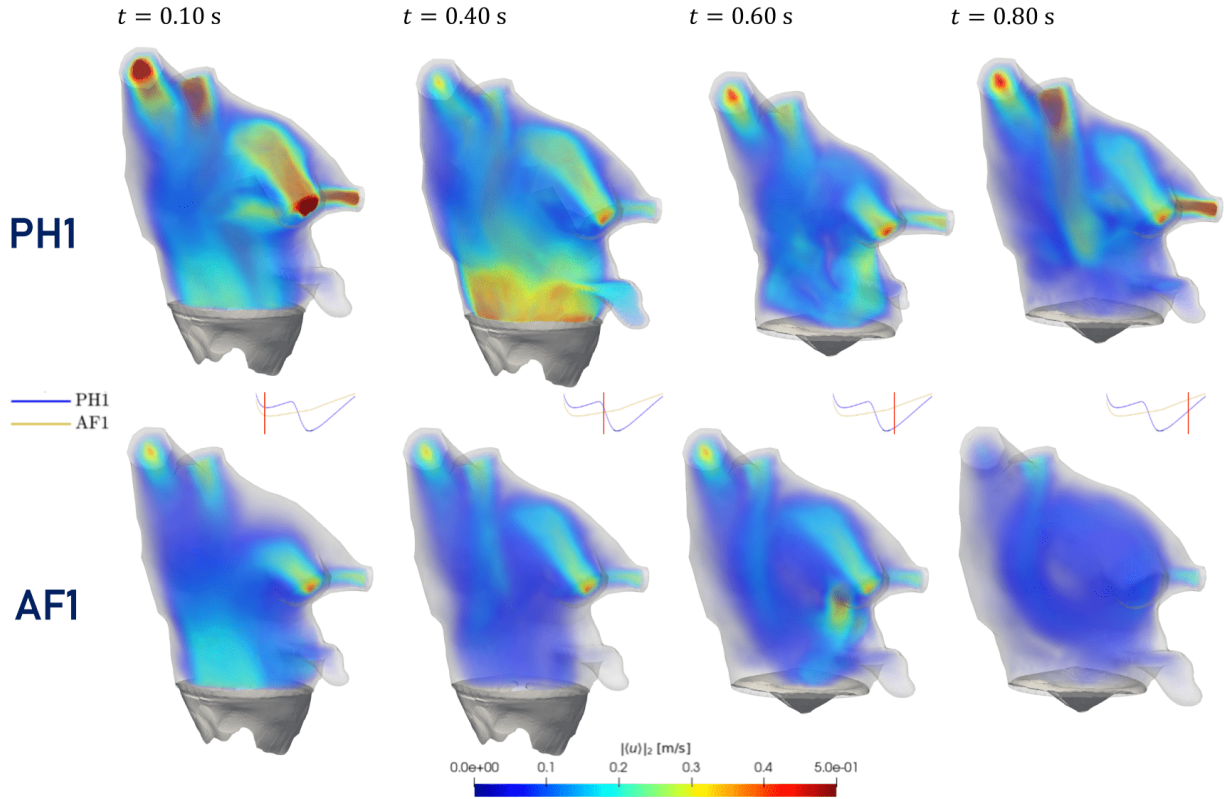 t = 0.10 s
t = 0.40 s
t = 0.60 s
t = 0.80 s
PH1
PH1
AF1
AF1
|⟨u⟩|₂ [m/s]
0.0e+00 0.1 0.2 0.3 0.4 5.0e-01